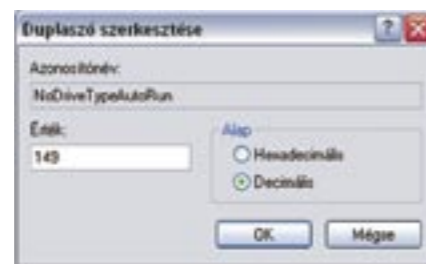 Duplaszó szerkesztése
Azonosítónév:
NoDriveTypeAutoRun
Érték:
149
Alap
Hexadecimális
Decimális
OK
Mégse